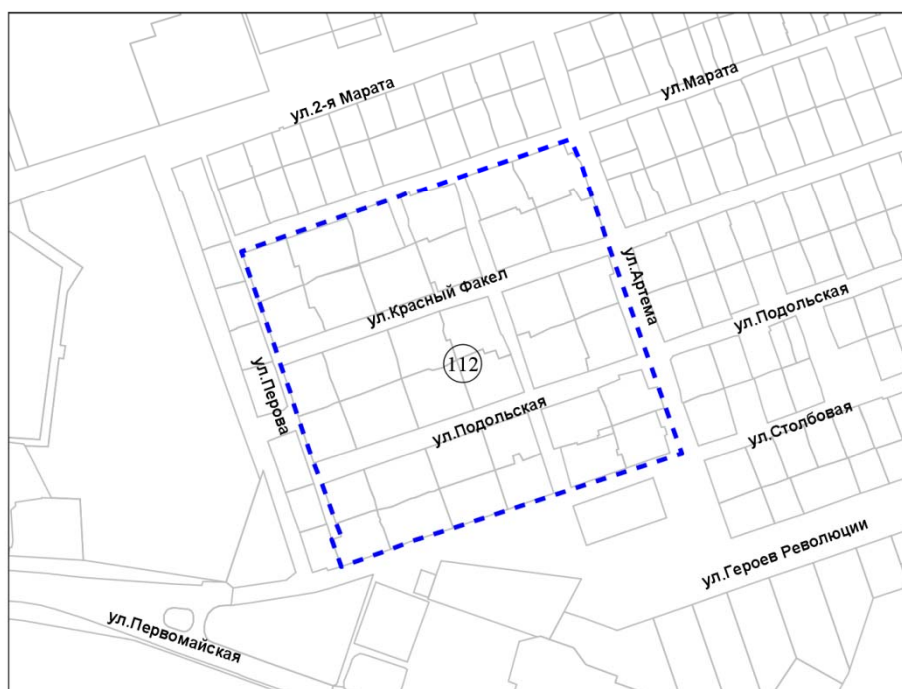 ул.2-я Марата
ул.Марата
ул.Красный Факел
ул.Артема
ул.Подольская
ул.Перова
112
ул.Подольская
ул.Столбовая
ул.Героев Революции
ул.Первомайская